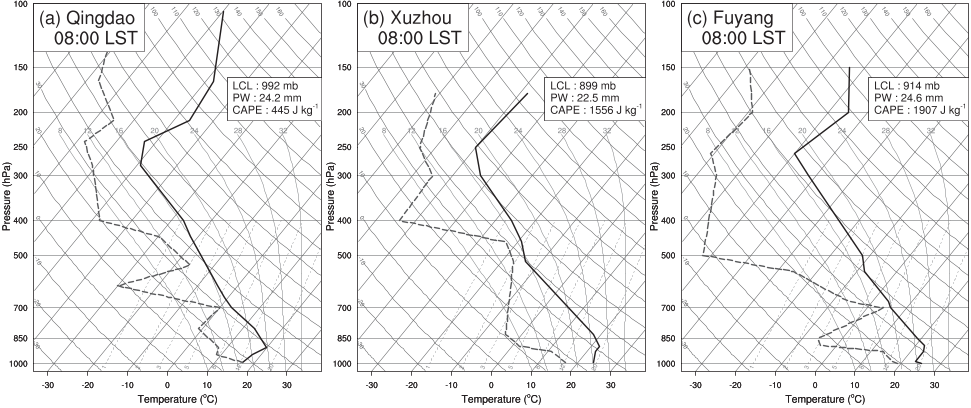 (a) Qingdao
08:00 LST
LCL : 992 mb
PW : 24.2 mm
CAPE : 445 J kg⁻¹
100
150
200
250
300
400
500
700
850
1000
Pressure (hPa)
8 12 16 20 24 28 32
-30 -20 -10 0 10 20 30
Temperature (°C)
(b) Xuzhou
08:00 LST
LCL : 899 mb
PW : 22.5 mm
CAPE : 1556 J kg⁻¹
100
150
200
250
300
400
500
700
850
1000
Pressure (hPa)
8 12 16 20 24 28 32
-30 -20 -10 0 10 20 30
Temperature (°C)
(c) Fuyang
08:00 LST
LCL : 914 mb
PW : 24.6 mm
CAPE : 1907 J kg⁻¹
100
150
200
250
300
400
500
700
850
1000
Pressure (hPa)
8 12 16 20 24 28 32
-30 -20 -10 0 10 20 30
Temperature (°C)